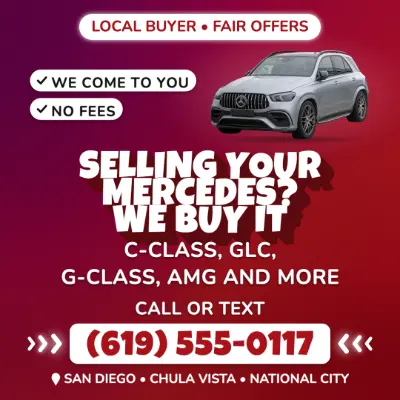 LOCAL BUYER • FAIR OFFERS
✓ WE COME TO YOU
✓ NO FEES
SELLING YOUR
MERCEDES?
WE BUY IT
C-CLASS, GLC,
G-CLASS, AMG AND MORE
CALL OR TEXT
(619) 555-0117
SAN DIEGO • CHULA VISTA • NATIONAL CITY